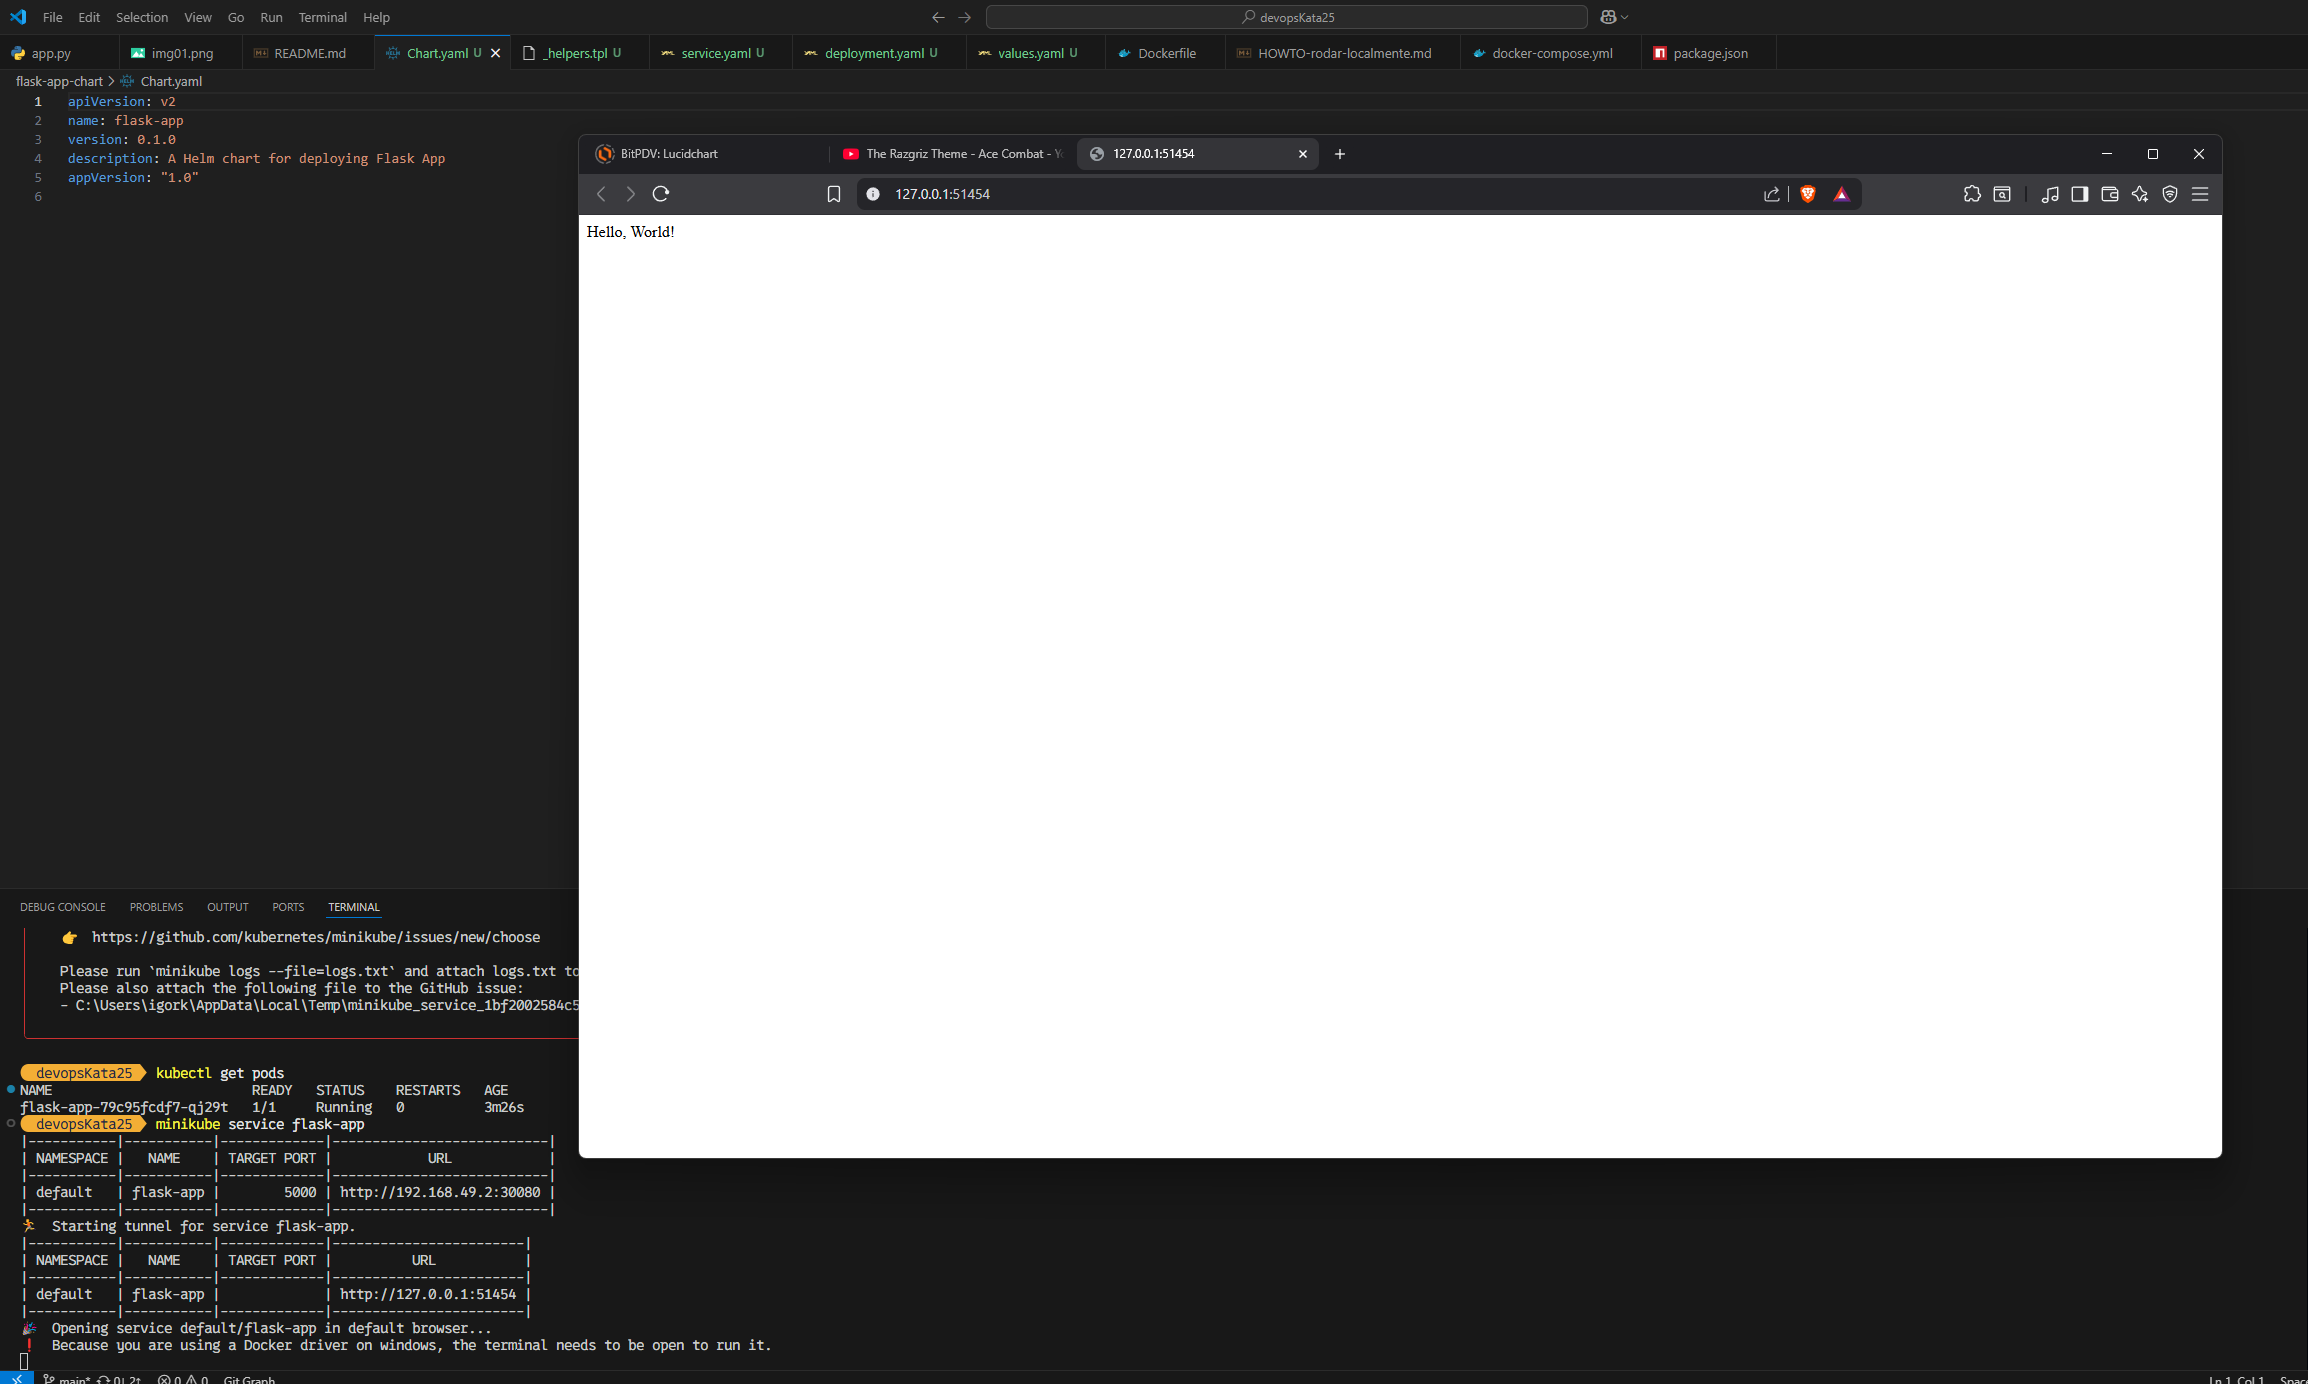 File Edit Selection View Go Run Terminal Help
devopsKata25
app.py img01.png README.md Chart.yaml U _helpers.tpl U service.yaml U deployment.yaml U values.yaml U Dockerfile HOWTO-rodar-localmente.md docker-compose.yml package.json
flask-app-chart > Chart.yaml
1 apiVersion: v2
2 name: flask-app
3 version: 0.1.0
4 description: A Helm chart for deploying Flask App
5 appVersion: "1.0"
6
BitPDV: Lucidchart The Razgriz Theme - Ace Combat - 127.0.0.1:51454
127.0.0.1:51454
Hello, World!
DEBUG CONSOLE PROBLEMS OUTPUT PORTS TERMINAL
https://github.com/kubernetes/minikube/issues/new/choose
Please run `minikube logs --file=logs.txt` and attach logs.txt to
Please also attach the following file to the GitHub issue:
- C:\Users\igork\AppData\Local\Temp\minikube_service_1bf2002584c5
devopsKata25 kubectl get pods
NAME READY STATUS RESTARTS AGE
flask-app-79c95fcdf7-qj29t 1/1 Running 0 3m26s
devopsKata25 minikube service flask-app
|-----------|-----------|-------------|---------------------------|
| NAMESPACE | NAME | TARGET PORT | URL |
|-----------|-----------|-------------|---------------------------|
| default | flask-app | 5000 | http://192.168.49.2:30080 |
|-----------|-----------|-------------|---------------------------|
Starting tunnel for service flask-app.
|-----------|-----------|-------------|------------------------|
| NAMESPACE | NAME | TARGET PORT | URL |
|-----------|-----------|-------------|------------------------|
| default | flask-app | | http://127.0.0.1:51454 |
|-----------|-----------|-------------|------------------------|
Opening service default/flask-app in default browser...
! Because you are using a Docker driver on windows, the terminal needs to be open to run it.
main* 0↓ 2↑ 0 0 Git Graph
Ln 1, Col 1